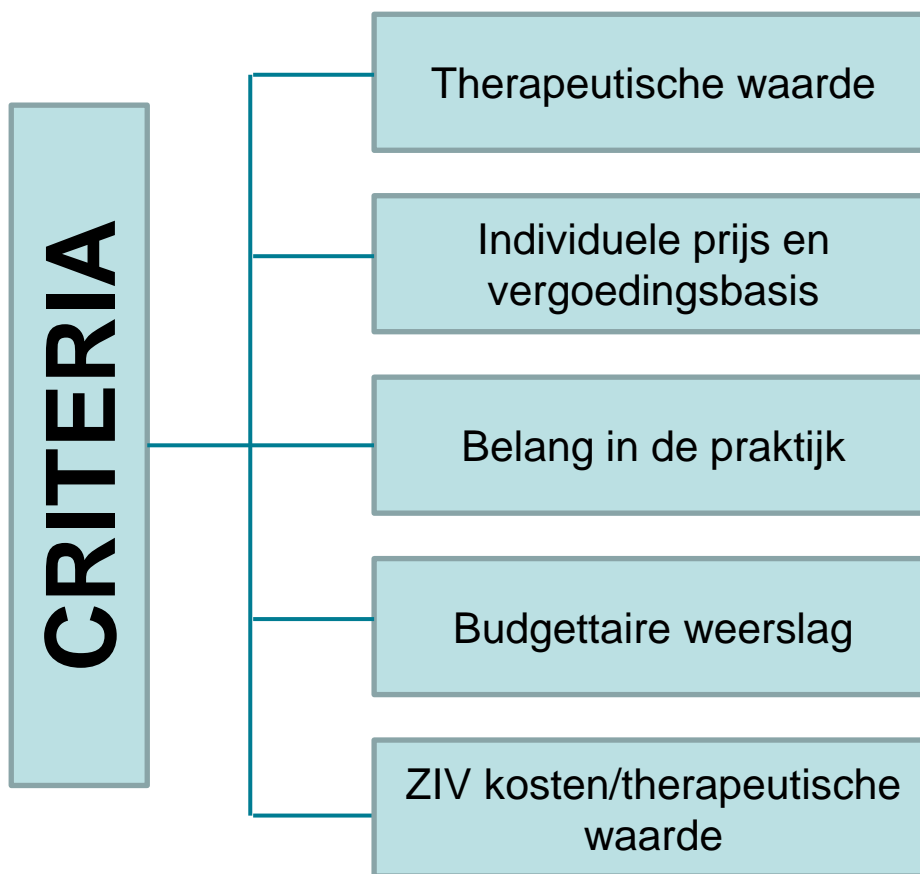 CRITERIA
Therapeutische waarde
Individuele prijs en
vergoedingsbasis
Belang in de praktijk
Budgettaire weerslag
ZIV kosten/therapeutische
waarde